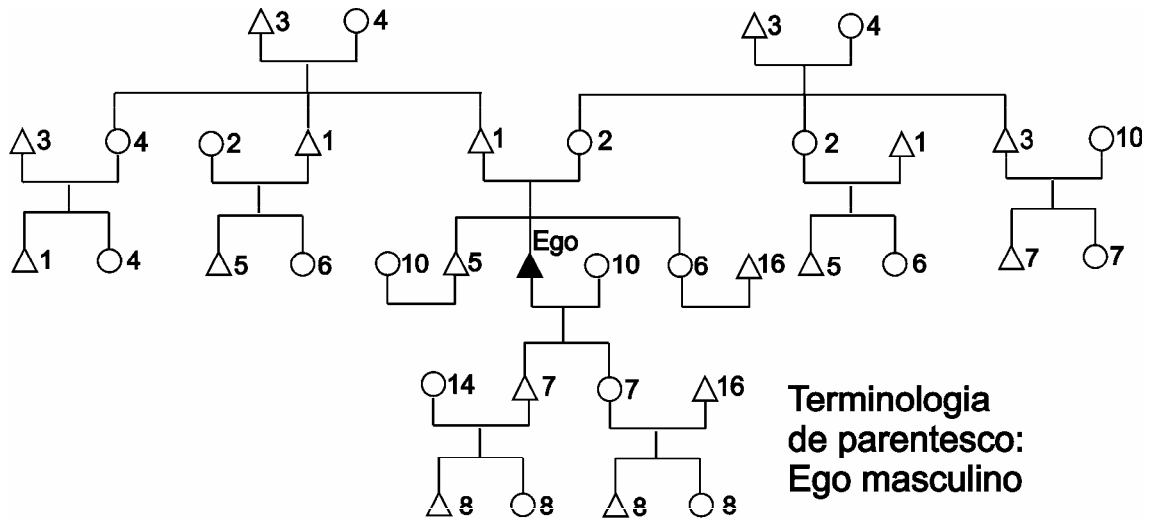 3 4 3 4
3 4 2 1 1 2 2 1 3 10
Ego
1 4 5 6 10 5 10 6 16 5 6 7 7
14 7 7 16
8 8 8 8
Terminologia
de parentesco:
Ego masculino